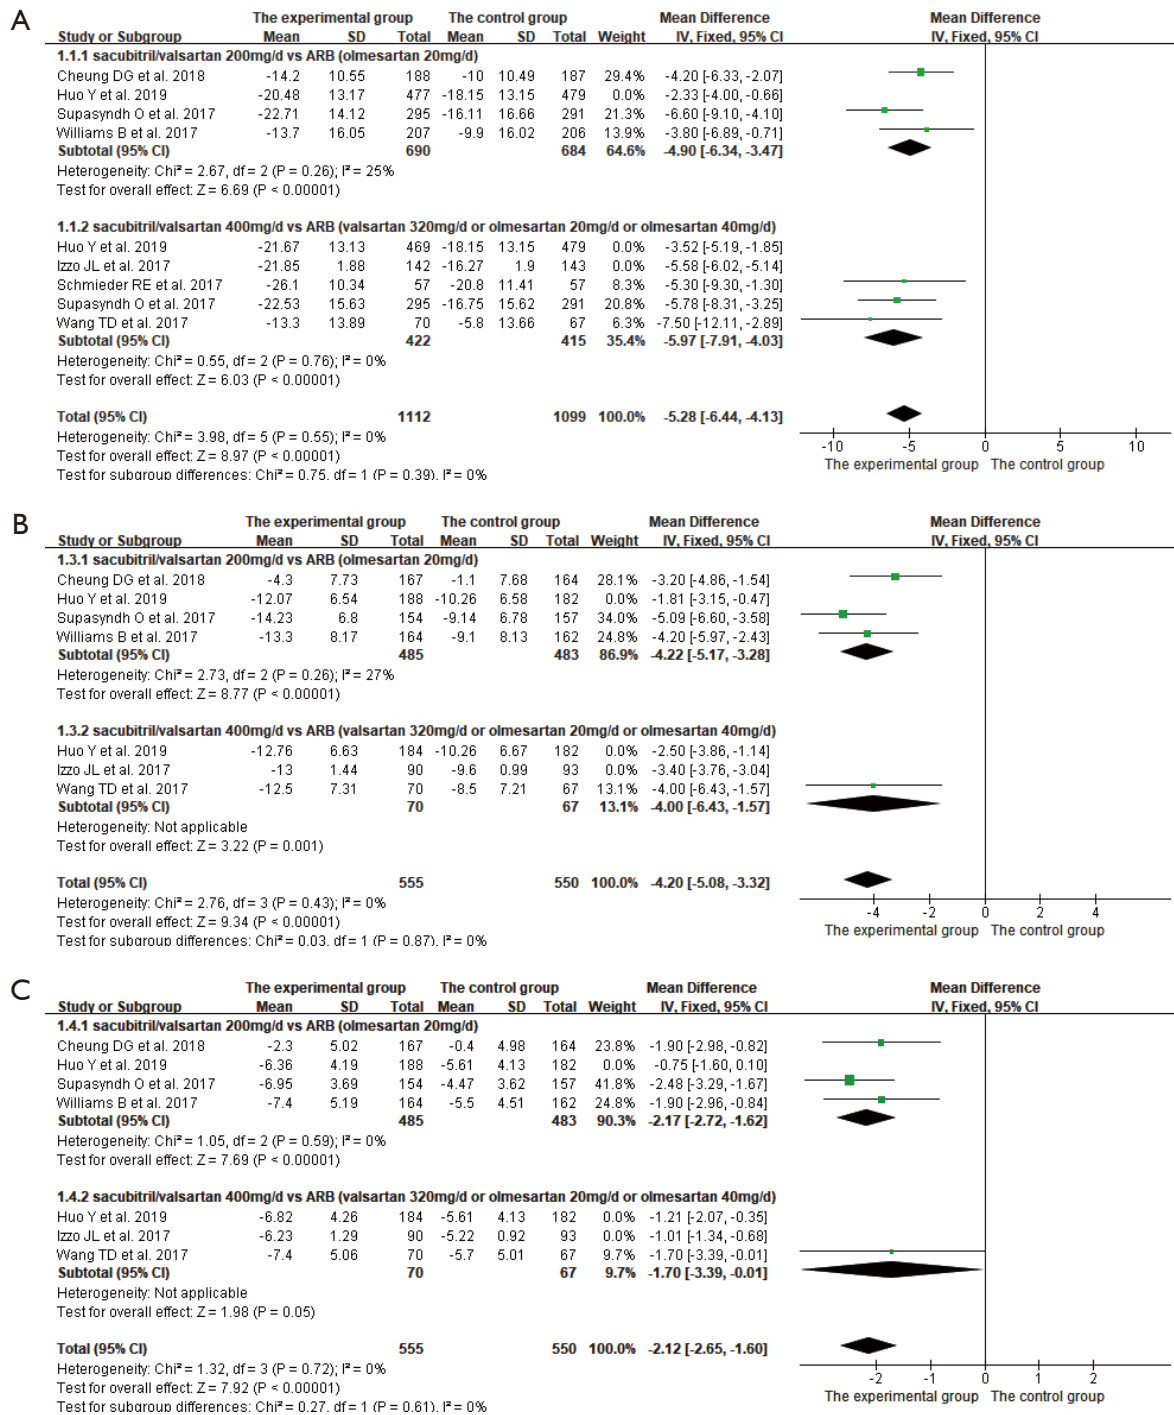 A
The experimental group The control group Mean Difference Mean Difference
Study or Subgroup Mean SD Total Mean SD Total Weight IV, Fixed, 95% CI IV, Fixed, 95% CI
1.1.1 sacubitril/valsartan 200mg/d vs ARB (olmesartan 20mg/d)
Cheung DG et al. 2018 -14.2 10.55 188 -10 10.49 187 29.4% -4.20 [-6.33, -2.07]
Huo Y et al. 2019 -20.48 13.17 477 -18.15 13.15 479 0.0% -2.33 [-4.00, -0.66]
Supasyndh O et al. 2017 -22.71 14.12 295 -16.11 16.66 291 21.3% -6.60 [-9.10, -4.10]
Williams B et al. 2017 -13.7 16.05 207 -9.9 16.02 206 13.9% -3.80 [-6.89, -0.71]
Subtotal (95% CI) 690 684 64.6% -4.90 [-6.34, -3.47]
Heterogeneity: Chi² = 2.67, df = 2 (P = 0.26); I² = 25%
Test for overall effect: Z = 6.69 (P < 0.00001)
1.1.2 sacubitril/valsartan 400mg/d vs ARB (valsartan 320mg/d or olmesartan 20mg/d or olmesartan 40mg/d)
Huo Y et al. 2019 -21.67 13.13 469 -18.15 13.15 479 0.0% -3.52 [-5.19, -1.85]
Izzo JL et al. 2017 -21.85 1.88 142 -16.27 1.9 143 0.0% -5.58 [-6.02, -5.14]
Schmieder RE et al. 2017 -26.1 10.34 57 -20.8 11.41 57 8.3% -5.30 [-9.30, -1.30]
Supasyndh O et al. 2017 -22.53 15.63 295 -16.75 15.62 291 20.8% -5.78 [-8.31, -3.25]
Wang TD et al. 2017 -13.3 13.89 70 -5.8 13.66 67 6.3% -7.50 [-12.11, -2.89]
Subtotal (95% CI) 422 415 35.4% -5.97 [-7.91, -4.03]
Heterogeneity: Chi² = 0.55, df = 2 (P = 0.76); I² = 0%
Test for overall effect: Z = 6.03 (P < 0.00001)
Total (95% CI) 1112 1099 100.0% -5.28 [-6.44, -4.13]
Heterogeneity: Chi² = 3.98, df = 5 (P = 0.55); I² = 0%
Test for overall effect: Z = 8.97 (P < 0.00001)
Test for subgroup differences: Chi² = 0.75, df = 1 (P = 0.39), I² = 0%
-10 -5 0 5 10
The experimental group The control group
B
The experimental group The control group Mean Difference Mean Difference
Study or Subgroup Mean SD Total Mean SD Total Weight IV, Fixed, 95% CI IV, Fixed, 95% CI
1.3.1 sacubitril/valsartan 200mg/d vs ARB (olmesartan 20mg/d)
Cheung DG et al. 2018 -4.3 7.73 167 -1.1 7.68 164 28.1% -3.20 [-4.86, -1.54]
Huo Y et al. 2019 -12.07 6.54 188 -10.26 6.58 182 0.0% -1.81 [-3.15, -0.47]
Supasyndh O et al. 2017 -14.23 6.8 154 -9.14 6.78 157 34.0% -5.09 [-6.60, -3.58]
Williams B et al. 2017 -13.3 8.17 164 -9.1 8.13 162 24.8% -4.20 [-5.97, -2.43]
Subtotal (95% CI) 485 483 86.9% -4.22 [-5.17, -3.28]
Heterogeneity: Chi² = 2.73, df = 2 (P = 0.26); I² = 27%
Test for overall effect: Z = 8.77 (P < 0.00001)
1.3.2 sacubitril/valsartan 400mg/d vs ARB (valsartan 320mg/d or olmesartan 20mg/d or olmesartan 40mg/d)
Huo Y et al. 2019 -12.76 6.63 184 -10.26 6.67 182 0.0% -2.50 [-3.86, -1.14]
Izzo JL et al. 2017 -13 1.44 90 -9.6 0.99 93 0.0% -3.40 [-3.76, -3.04]
Wang TD et al. 2017 -12.5 7.31 70 -8.5 7.21 67 13.1% -4.00 [-6.43, -1.57]
Subtotal (95% CI) 70 67 13.1% -4.00 [-6.43, -1.57]
Heterogeneity: Not applicable
Test for overall effect: Z = 3.22 (P = 0.001)
Total (95% CI) 555 550 100.0% -4.20 [-5.08, -3.32]
Heterogeneity: Chi² = 2.76, df = 3 (P = 0.43); I² = 0%
Test for overall effect: Z = 9.34 (P < 0.00001)
Test for subgroup differences: Chi² = 0.03, df = 1 (P = 0.87), I² = 0%
-4 -2 0 2 4
The experimental group The control group
C
The experimental group The control group Mean Difference Mean Difference
Study or Subgroup Mean SD Total Mean SD Total Weight IV, Fixed, 95% CI IV, Fixed, 95% CI
1.4.1 sacubitril/valsartan 200mg/d vs ARB (olmesartan 20mg/d)
Cheung DG et al. 2018 -2.3 5.02 167 -0.4 4.98 164 23.8% -1.90 [-2.98, -0.82]
Huo Y et al. 2019 -6.36 4.19 188 -5.61 4.13 182 0.0% -0.75 [-1.60, 0.10]
Supasyndh O et al. 2017 -6.95 3.69 154 -4.47 3.62 157 41.8% -2.48 [-3.29, -1.67]
Williams B et al. 2017 -7.4 5.19 164 -5.5 4.51 162 24.8% -1.90 [-2.96, -0.84]
Subtotal (95% CI) 485 483 90.3% -2.17 [-2.72, -1.62]
Heterogeneity: Chi² = 1.05, df = 2 (P = 0.59); I² = 0%
Test for overall effect: Z = 7.69 (P < 0.00001)
1.4.2 sacubitril/valsartan 400mg/d vs ARB (valsartan 320mg/d or olmesartan 20mg/d or olmesartan 40mg/d)
Huo Y et al. 2019 -6.82 4.26 184 -5.61 4.13 182 0.0% -1.21 [-2.07, -0.35]
Izzo JL et al. 2017 -6.23 1.29 90 -5.22 0.92 93 0.0% -1.01 [-1.34, -0.68]
Wang TD et al. 2017 -7.4 5.06 70 -5.7 5.01 67 9.7% -1.70 [-3.39, -0.01]
Subtotal (95% CI) 70 67 9.7% -1.70 [-3.39, -0.01]
Heterogeneity: Not applicable
Test for overall effect: Z = 1.98 (P = 0.05)
Total (95% CI) 555 550 100.0% -2.12 [-2.65, -1.60]
Heterogeneity: Chi² = 1.32, df = 3 (P = 0.72); I² = 0%
Test for overall effect: Z = 7.92 (P < 0.00001)
Test for subgroup differences: Chi² = 0.27, df = 1 (P = 0.61), I² = 0%
-2 -1 0 1 2
The experimental group The control group